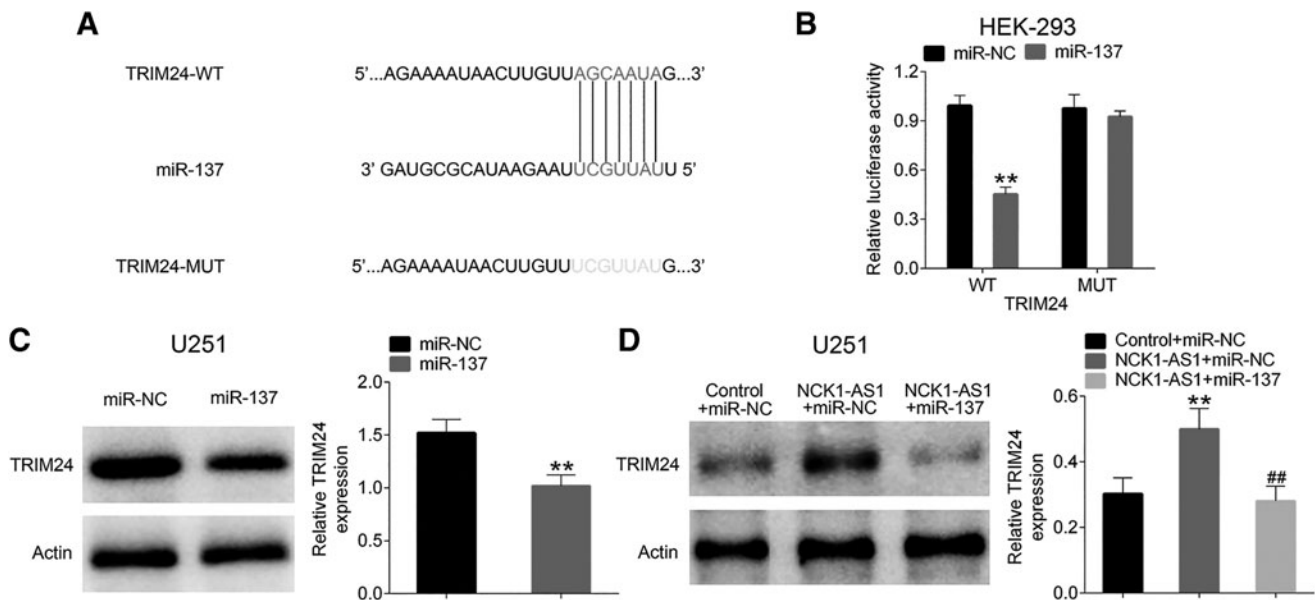 A
TRIM24-WT 5’...AGAAAAUAACUUGUUAGCAAUAG...3’
miR-137 3’ GAUGCGCAUAAGAAUUCGUUAUU 5’
TRIM24-MUT 5’...AGAAAAUAACUUGUUUCGUUAUG...3’
B
HEK-293
miR-NC miR-137
Relative luciferase activity
1.2
0.9
0.6
0.3
0.0
**
WT MUT
TRIM24
C
U251
miR-NC miR-137
TRIM24
Actin
miR-NC
miR-137
Relative TRIM24
expression
2.0
1.5
1.0
0.5
0.0
**
D
U251
Control
+miR-NC
NCK1-AS1
+miR-NC
NCK1-AS1
+miR-137
TRIM24
Actin
Control+miR-NC
NCK1-AS1+miR-NC
NCK1-AS1+miR-137
Relative TRIM24
expression
0.6
0.4
0.2
0.0
**
##